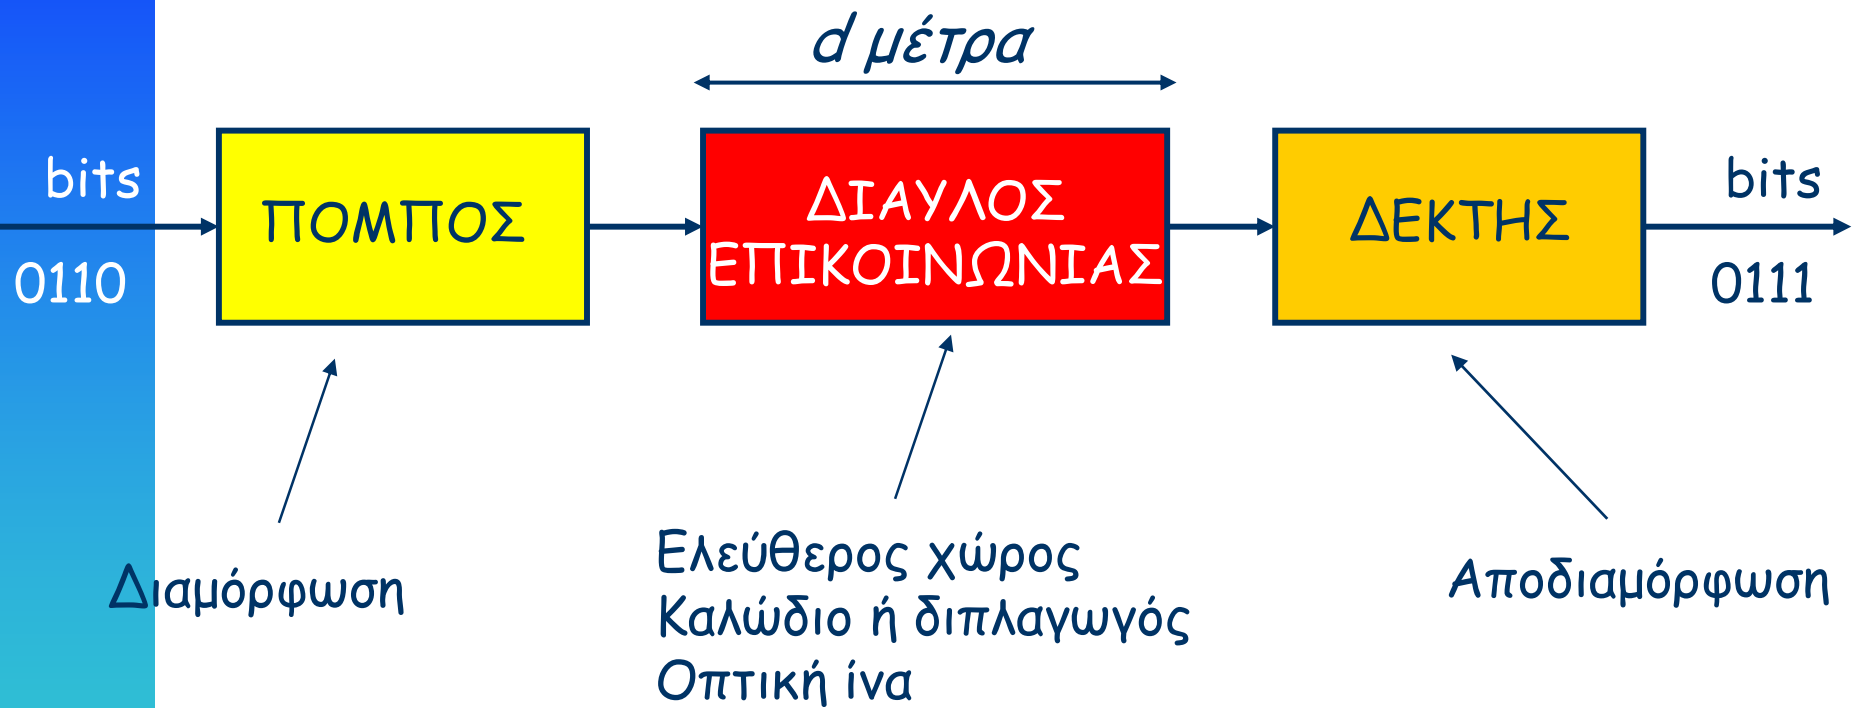 d μέτρα
bits
0110
ΠΟΜΠΟΣ
ΔΙΑΥΛΟΣ
ΕΠΙΚΟΙΝΩΝΙΑΣ
ΔΕΚΤΗΣ
bits
0111
Διαμόρφωση
Ελεύθερος χώρος
Καλώδιο ή διπλαγωγός
Οπτική ίνα
Αποδιαμόρφωση